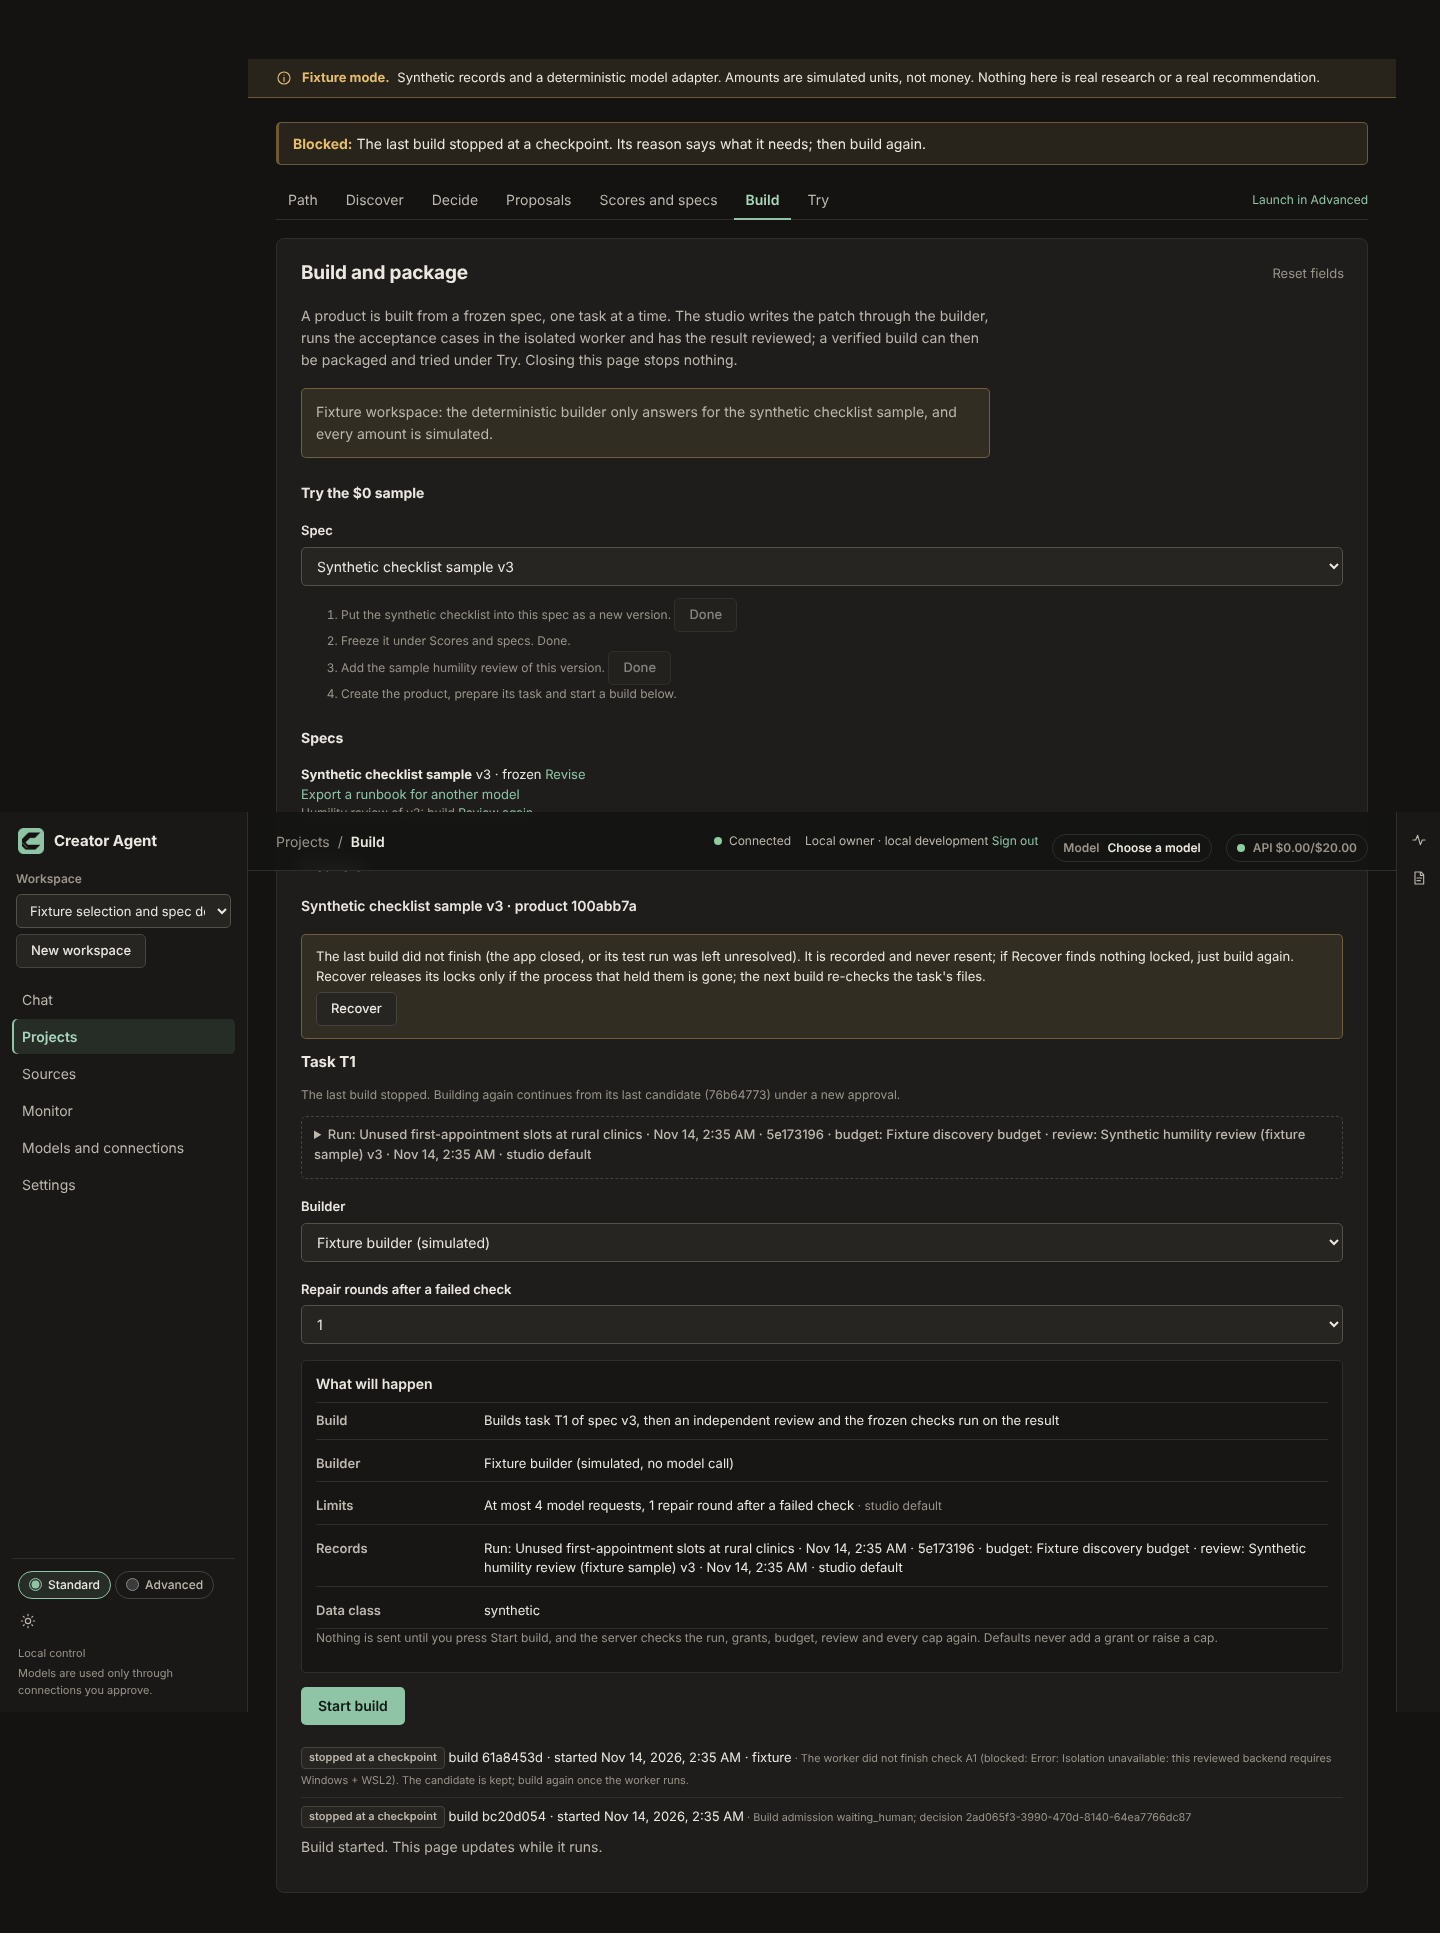 Fixture mode. Synthetic records and a deterministic model adapter. Amounts are simulated units, not money. Nothing here is real research or a real recommendation.
Blocked: The last build stopped at a checkpoint. Its reason says what it needs; then build again.
Path Discover Decide Proposals Scores and specs Build Try Launch in Advanced
Build and package
Reset fields
A product is built from a frozen spec, one task at a time. The studio writes the patch through the builder,
runs the acceptance cases in the isolated worker and has the result reviewed; a verified build can then
be packaged and tried under Try. Closing this page stops nothing.
Fixture workspace: the deterministic builder only answers for the synthetic checklist sample, and
every amount is simulated.
Try the $0 sample
Spec
Synthetic checklist sample v3
1. Put the synthetic checklist into this spec as a new version. Done
2. Freeze it under Scores and specs. Done.
3. Add the sample humility review of this version. Done
4. Create the product, prepare its task and start a build below.
Specs
Synthetic checklist sample v3 · frozen Revise
Export a runbook for another model
Humility review of v3: build Review again
Creator Agent
Workspace
Fixture selection and spec d
New workspace
Chat
Projects
Sources
Monitor
Models and connections
Settings
Standard Advanced
Local control
Models are used only through
connections you approve.
Projects / Build
Connected Local owner · local development Sign out Model Choose a model API $0.00/$20.00
Synthetic checklist sample v3 · product 100abb7a
The last build did not finish (the app closed, or its test run was left unresolved). It is recorded and never resent; if Recover finds nothing locked, just build again.
Recover releases its locks only if the process that held them is gone; the next build re-checks the task's files.
Recover
Task T1
The last build stopped. Building again continues from its last candidate (76b64773) under a new approval.
Run: Unused first-appointment slots at rural clinics · Nov 14, 2:35 AM · 5e173196 · budget: Fixture discovery budget · review: Synthetic humility review (fixture
sample) v3 · Nov 14, 2:35 AM · studio default
Builder
Fixture builder (simulated)
Repair rounds after a failed check
1
What will happen
Build Builds task T1 of spec v3, then an independent review and the frozen checks run on the result
Builder Fixture builder (simulated, no model call)
Limits At most 4 model requests, 1 repair round after a failed check · studio default
Records Run: Unused first-appointment slots at rural clinics · Nov 14, 2:35 AM · 5e173196 · budget: Fixture discovery budget · review: Synthetic
humility review (fixture sample) v3 · Nov 14, 2:35 AM · studio default
Data class synthetic
Nothing is sent until you press Start build, and the server checks the run, grants, budget, review and every cap again. Defaults never add a grant or raise a cap.
Start build
stopped at a checkpoint build 61a8453d · started Nov 14, 2026, 2:35 AM · fixture · The worker did not finish check A1 (blocked: Error: Isolation unavailable: this reviewed backend requires
Windows + WSL2). The candidate is kept; build again once the worker runs.
stopped at a checkpoint build bc20d054 · started Nov 14, 2026, 2:35 AM · Build admission waiting_human; decision 2ad065f3-3990-470d-8140-64ea7766dc87
Build started. This page updates while it runs.